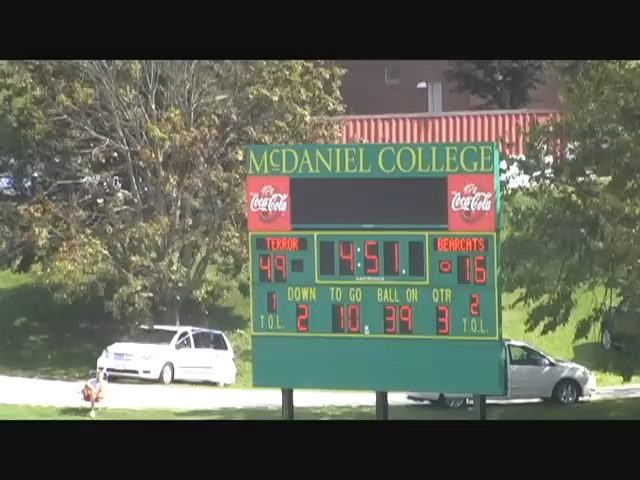 McDANIEL COLLEGE
Coca-Cola Coca-Cola
TERROR 4:51 BEARCATS
49 16
DOWN TO GO BALL ON QTR
1 2
T.O.L. 2 10 39 3 T.O.L.